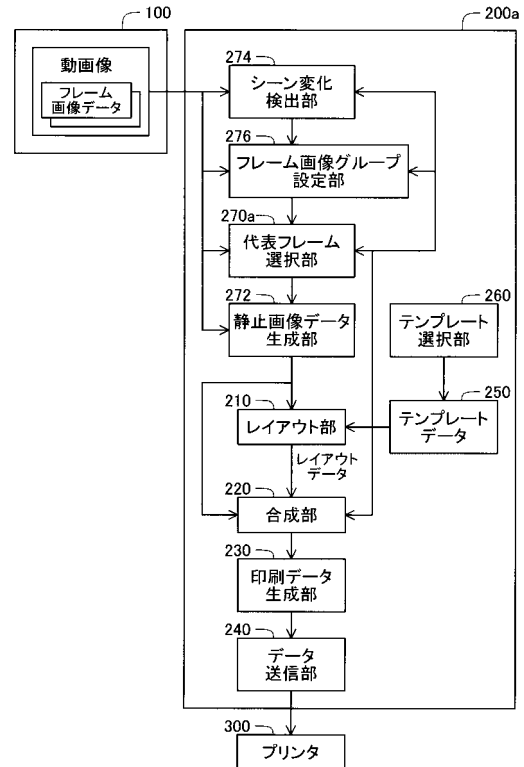 100
200a
動画像
フレーム
画像データ
274
シーン変化
検出部
276
フレーム画像グループ
設定部
270a
代表フレーム
選択部
272
静止画像データ
生成部
260
テンプレート
選択部
250
テンプレート
データ
210
レイアウト部
レイアウト
データ
220
合成部
230
印刷データ
生成部
240
データ
送信部
300
プリンタ